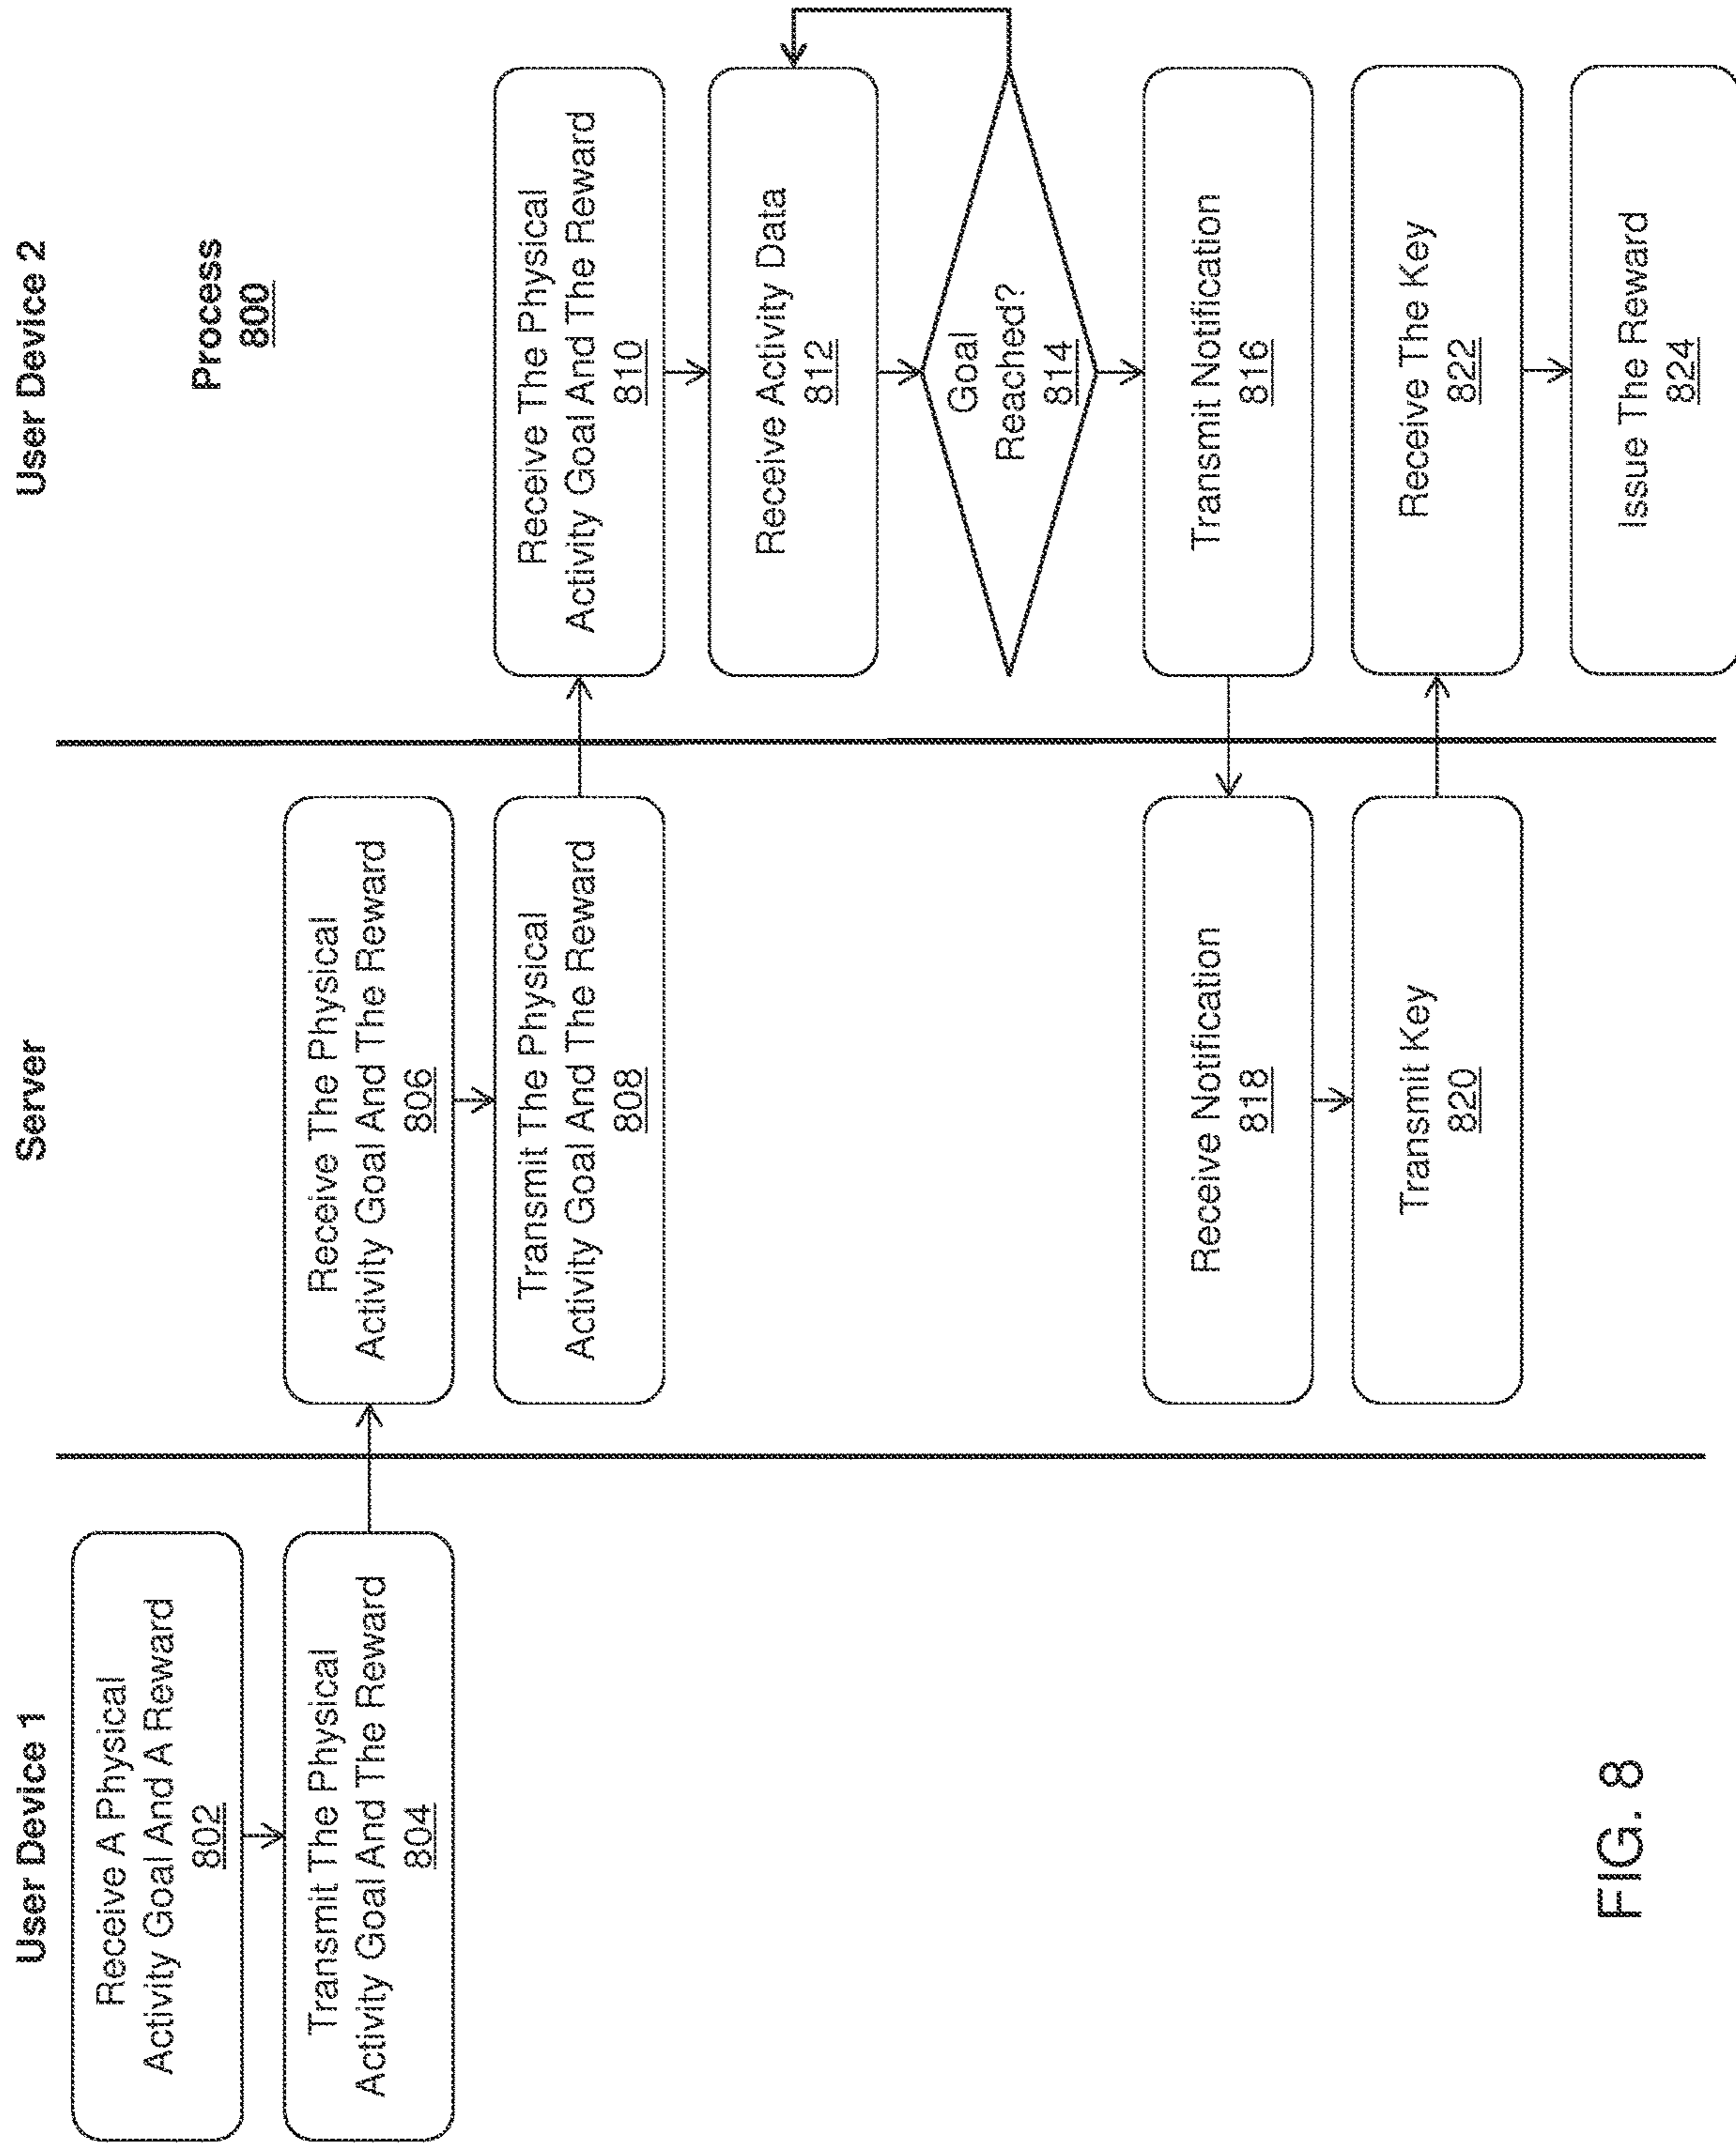 User Device 1
Server
User Device 2
Process
800
Receive A Physical
Activity Goal And A Reward
802
Transmit The Physical
Activity Goal And The Reward
804
Receive The Physical
Activity Goal And The Reward
806
Transmit The Physical
Activity Goal And The Reward
808
Receive The Physical
Activity Goal And The Reward
810
Receive Activity Data
812
Goal
Reached?
814
Transmit Notification
816
Receive Notification
818
Transmit Key
820
Receive The Key
822
Issue The Reward
824
FIG. 8